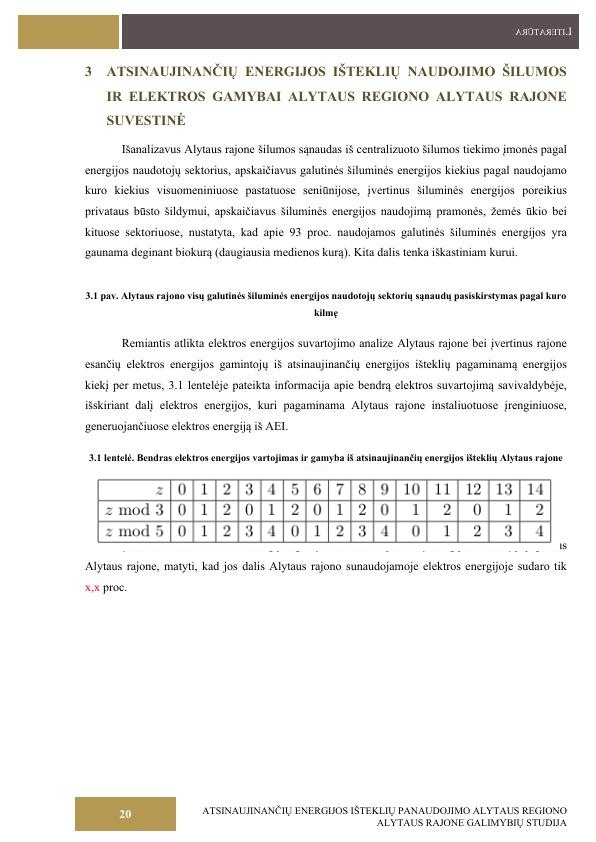 LITERATŪRA
3 ATSINAUJINANČIŲ ENERGIJOS IŠTEKLIŲ NAUDOJIMO ŠILUMOS
IR ELEKTROS GAMYBAI ALYTAUS REGIONO ALYTAUS RAJONE
SUVESTINĖ
Išanalizavus Alytaus rajone šilumos sąnaudas iš centralizuoto šilumos tiekimo įmonės pagal
energijos naudotojų sektorius, apskaičiavus galutinės šiluminės energijos kiekius pagal naudojamo
kuro kiekius visuomeniniuose pastatuose seniūnijose, įvertinus šiluminės energijos poreikius
privataus būsto šildymui, apskaičiavus šiluminės energijos naudojimą pramonės, žemės ūkio bei
kituose sektoriuose, nustatyta, kad apie 93 proc. naudojamos galutinės šiluminės energijos yra
gaunama deginant biokurą (daugiausia medienos kurą). Kita dalis tenka iškastiniam kurui.
3.1 pav. Alytaus rajono visų galutinės šiluminės energijos naudotojų sektorių sąnaudų pasiskirstymas pagal kuro
kilmę
Remiantis atlikta elektros energijos suvartojimo analize Alytaus rajone bei įvertinus rajone
esančių elektros energijos gamintojų iš atsinaujinančių energijos išteklių pagaminamą energijos
kiekį per metus, 3.1 lentelėje pateikta informacija apie bendrą elektros suvartojimą savivaldybėje,
išskiriant dalį elektros energijos, kuri pagaminama Alytaus rajone instaliuotuose įrenginiuose,
generuojančiuose elektros energiją iš AEI.
3.1 lentelė. Bendras elektros energijos vartojimas ir gamyba iš atsinaujinančių energijos išteklių Alytaus rajone
z 0 1 2 3 4 5 6 7 8 9 10 11 12 13 14
z mod 3 0 1 2 0 1 2 0 1 2 0 1 2 0 1 2
z mod 5 0 1 2 3 4 0 1 2 3 4 0 1 2 3 4
Alytaus rajone, matyti, kad jos dalis Alytaus rajono sunaudojamoje elektros energijoje sudaro tik
x,x proc.
20
ATSINAUJINANČIŲ ENERGIJOS IŠTEKLIŲ PANAUDOJIMO ALYTAUS REGIONO
ALYTAUS RAJONE GALIMYBIŲ STUDIJA